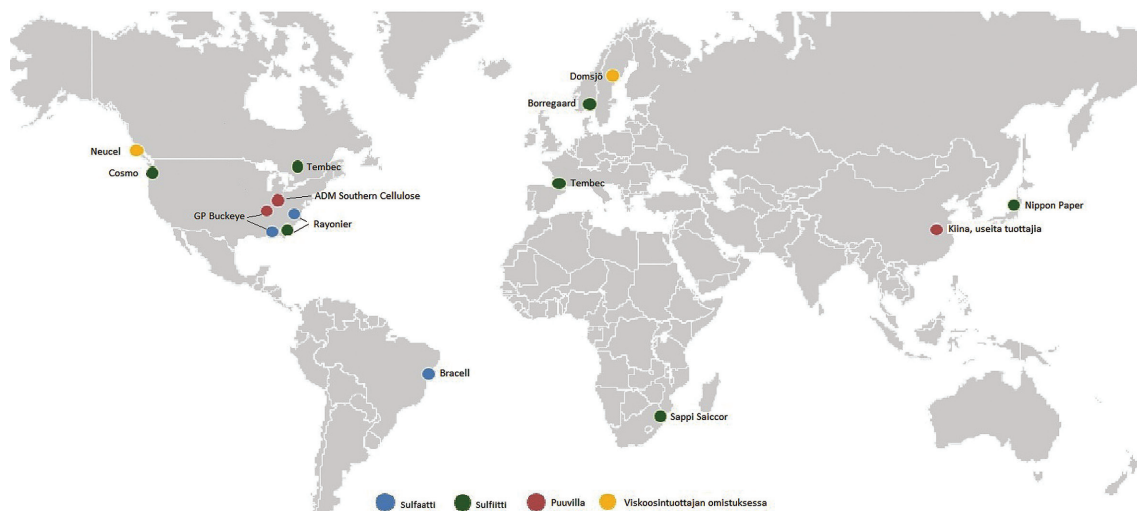 Domsjö
Borregaard
Neucel
Cosmo
Tembec
Tembec
ADM Southern Cellulose
GP Buckeye
Rayonier
Nippon Paper
Kiina, useita tuottajia
Bracell
Sappi Saiccor
Sulfaatti
Sulfiitti
Puuvilla
Viskoosintuottajan omistuksessa